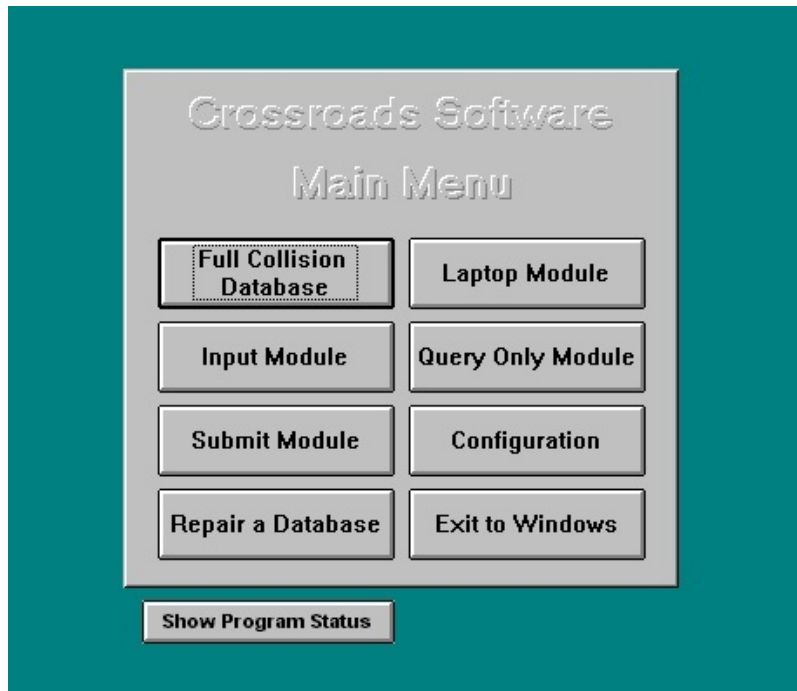 Crossroads Software
Main Menu
Full Collision
Database
Laptop Module
Input Module
Query Only Module
Submit Module
Configuration
Repair a Database
Exit to Windows
Show Program Status